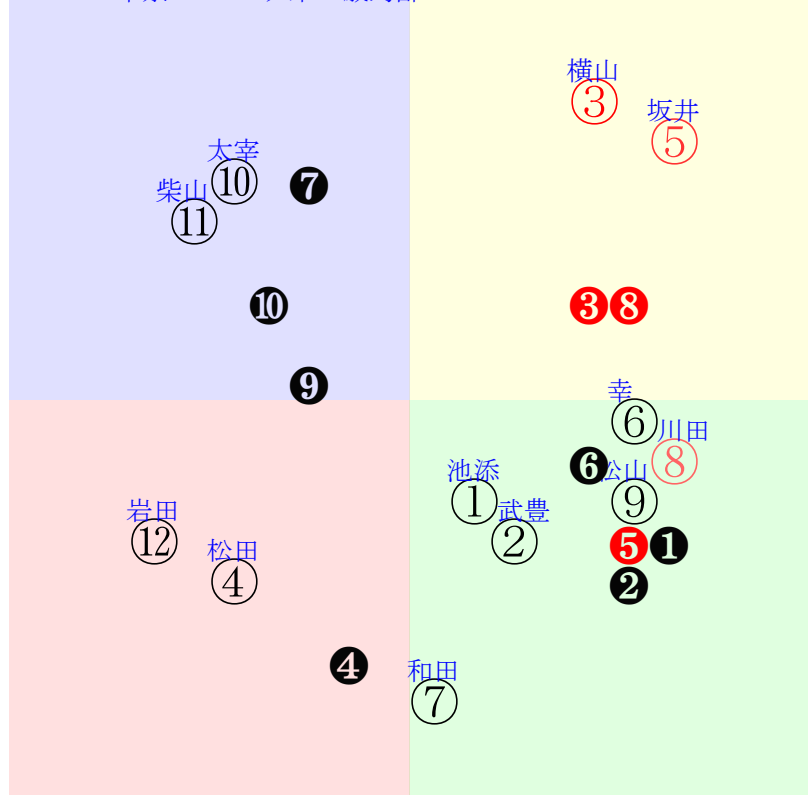 横山
③
坂井
⑤
太宰
⑩
❼
柴山
⑪
❿
❸❽
❾
幸
⑥
川田
⑧
❻
松山
⑨
池添
①
武豊
②
岩田
⑫
松田
④
❺❶
❷
❹
和田
⑦